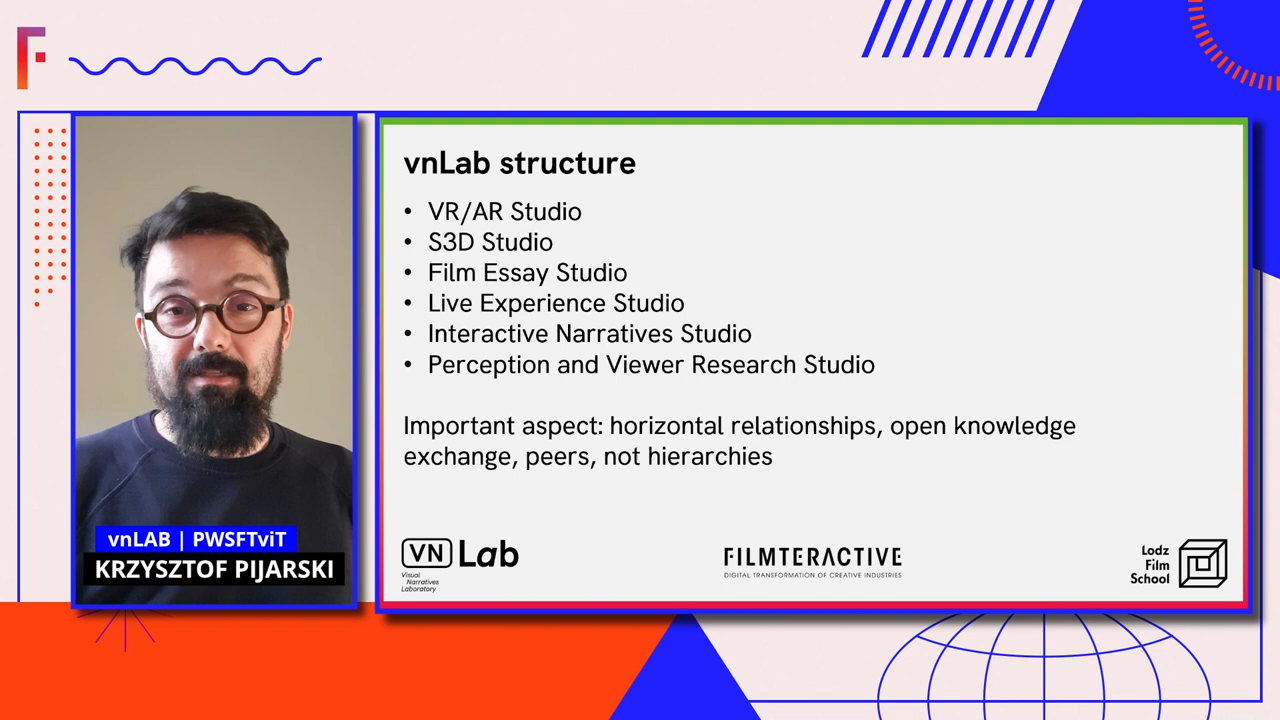 vnLAB | PWSFTviT
KRZYSZTOF PIJARSKI
vnLab structure
• VR/AR Studio
• S3D Studio
• Film Essay Studio
• Live Experience Studio
• Interactive Narratives Studio
• Perception and Viewer Research Studio
Important aspect: horizontal relationships, open knowledge
exchange, peers, not hierarchies
VN Lab
Visual
Narratives
Laboratory
FILMTERACTIVE
DIGITAL TRANSFORMATION OF CREATIVE INDUSTRIES
Lodz
Film
School